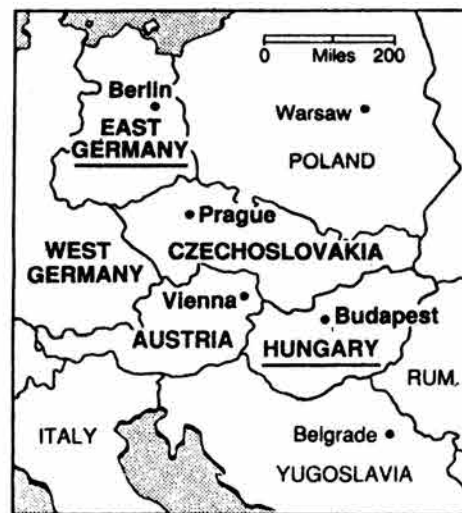 0 Miles 200
Berlin
EAST
GERMANY
Warsaw
POLAND
Prague
CZECHOSLOVAKIA
WEST
GERMANY
Vienna
AUSTRIA
Budapest
HUNGARY
RUM.
ITALY
Belgrade
YUGOSLAVIA